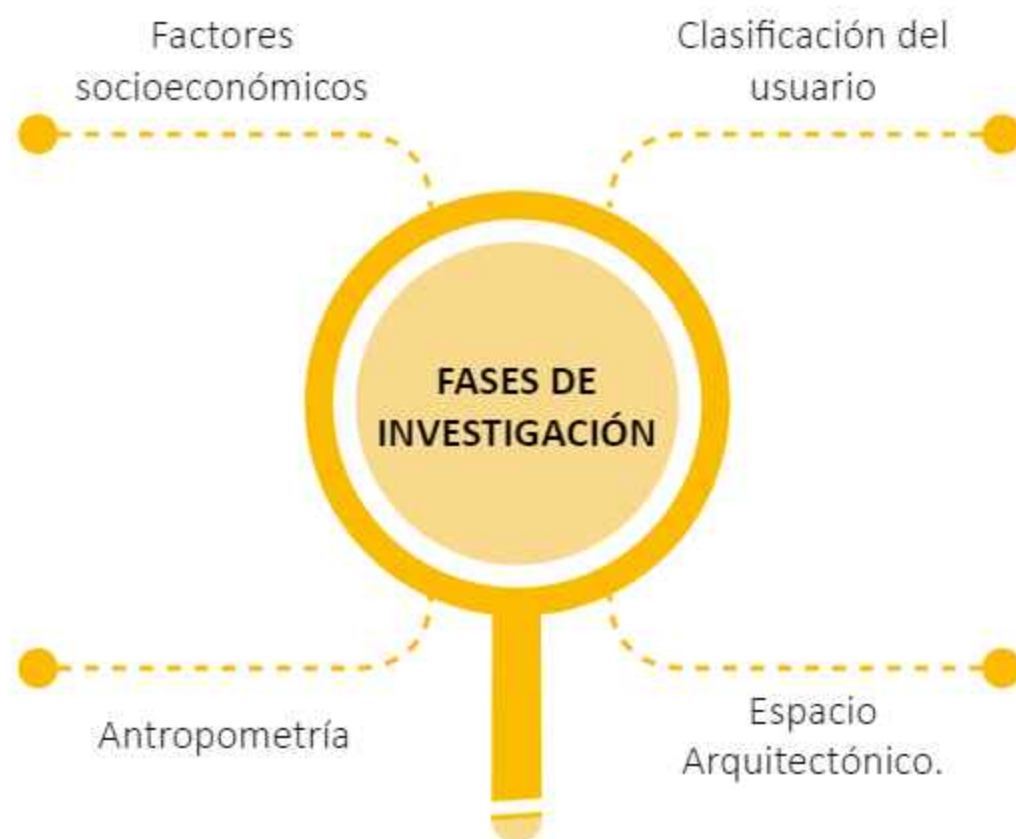 Factores
socioeconómicos
Clasificación del
usuario
FASES DE
INVESTIGACIÓN
Antropometría
Espacio
Arquitectónico.